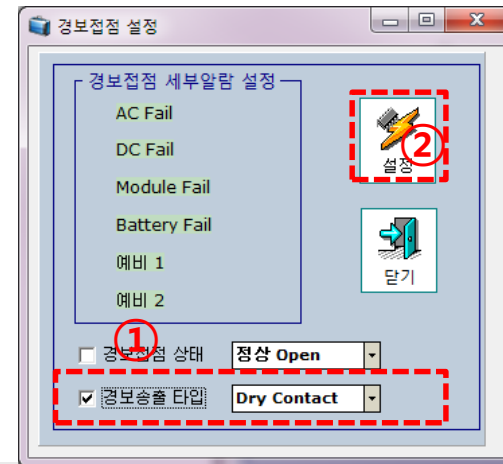 경보접점 설정
경보접점 세부알람 설정
AC Fail
DC Fail
Module Fail
Battery Fail
예비 1
예비 2
② 
설정
닫기
①
경보접점 상태 정상 Open
경보송출 타입 Dry Contact